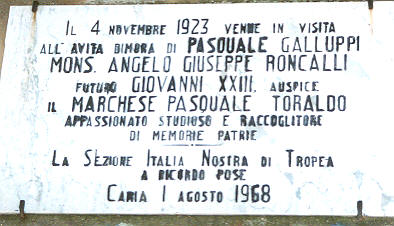 Il 4 novembre 1923 venne in visita
all'avita dimora di PASQUALE GALLUPPI
MONS. ANGELO GIUSEPPE RONCALLI
futuro GIOVANNI XXIII, auspice
il MARCHESE PASQUALE TORALDO
appassionato studioso e raccoglitore
di memorie patrie
La Sezione Italia Nostra di Tropea
a ricordo pose
Caria 1 agosto 1968